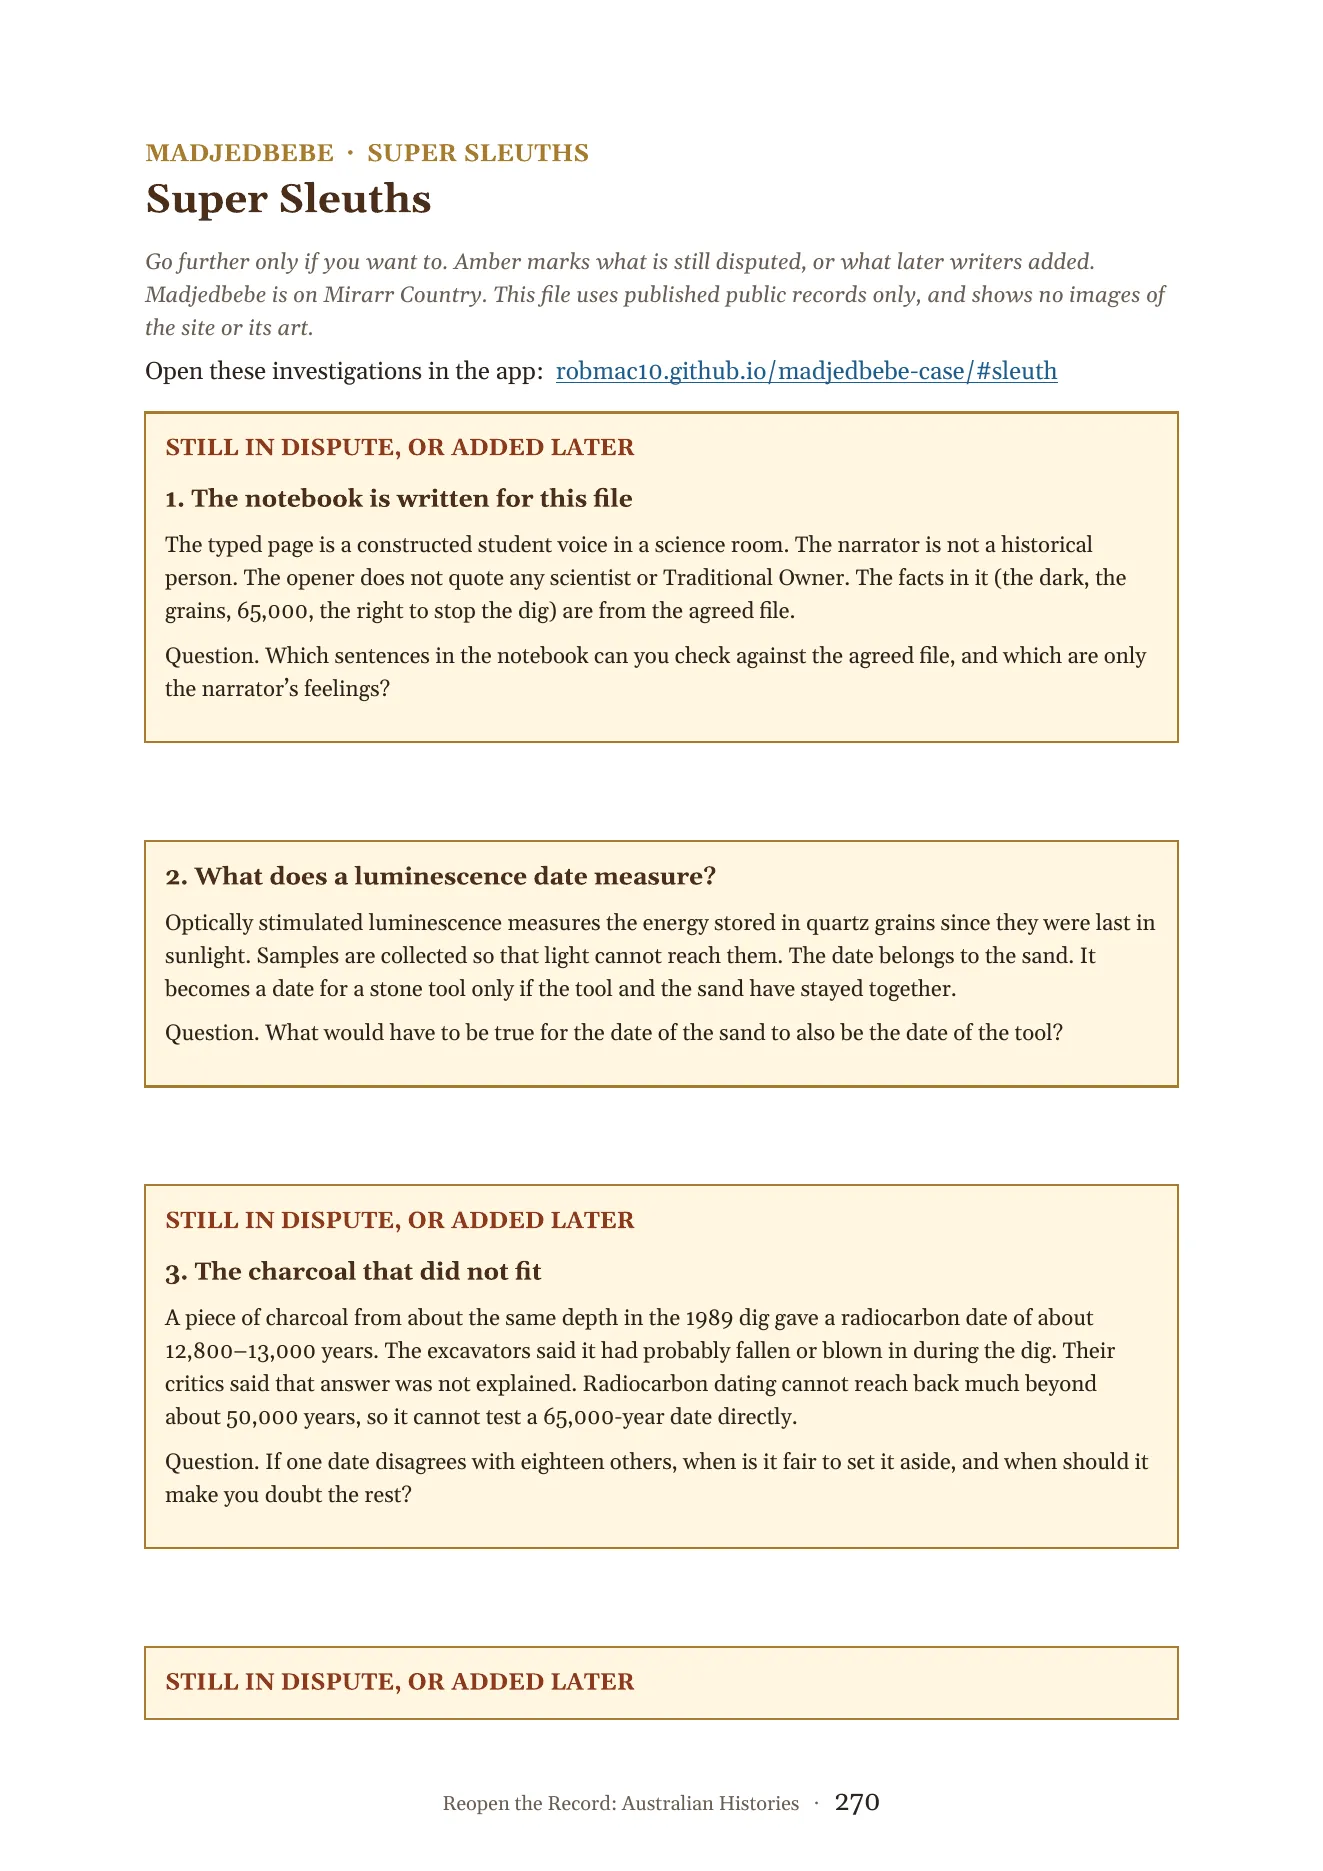 MADJEDBEBE · SUPER SLEUTHS
Super Sleuths
Go further only if you want to. Amber marks what is still disputed, or what later writers added.
Madjedbebe is on Mirarr Country. This file uses published public records only, and shows no images of
the site or its art.
Open these investigations in the app: robmac10.github.io/madjedbebe-case/#sleuth
STILL IN DISPUTE, OR ADDED LATER
1. The notebook is written for this file
The typed page is a constructed student voice in a science room. The narrator is not a historical
person. The opener does not quote any scientist or Traditional Owner. The facts in it (the dark, the
grains, 65,000, the right to stop the dig) are from the agreed file.
Question. Which sentences in the notebook can you check against the agreed file, and which are only
the narrator’s feelings?
2. What does a luminescence date measure?
Optically stimulated luminescence measures the energy stored in quartz grains since they were last in
sunlight. Samples are collected so that light cannot reach them. The date belongs to the sand. It
becomes a date for a stone tool only if the tool and the sand have stayed together.
Question. What would have to be true for the date of the sand to also be the date of the tool?
STILL IN DISPUTE, OR ADDED LATER
3. The charcoal that did not fit
A piece of charcoal from about the same depth in the 1989 dig gave a radiocarbon date of about
12,800–13,000 years. The excavators said it had probably fallen or blown in during the dig. Their
critics said that answer was not explained. Radiocarbon dating cannot reach back much beyond
about 50,000 years, so it cannot test a 65,000-year date directly.
Question. If one date disagrees with eighteen others, when is it fair to set it aside, and when should it
make you doubt the rest?
STILL IN DISPUTE, OR ADDED LATER
Reopen the Record: Australian Histories · 270